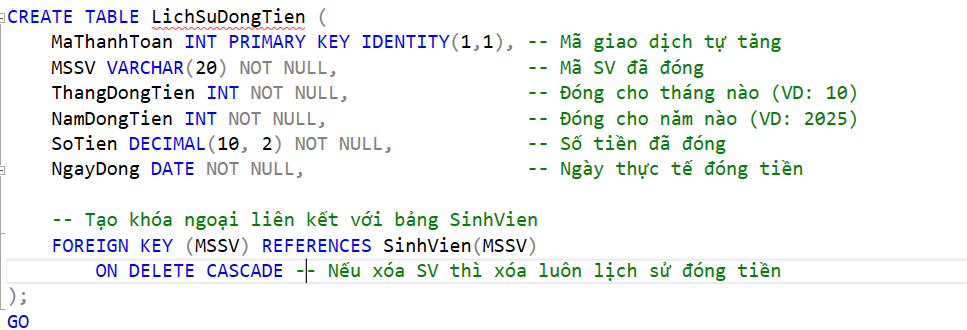 CREATE TABLE LichSuDongTien (
    MaThanhToan INT PRIMARY KEY IDENTITY(1,1), -- Mã giao dịch tự tăng
    MSSV VARCHAR(20) NOT NULL,                 -- Mã SV đã đóng
    ThangDongTien INT NOT NULL,                -- Đóng cho tháng nào (VD: 10)
    NamDongTien INT NOT NULL,                  -- Đóng cho năm nào (VD: 2025)
    SoTien DECIMAL(10, 2) NOT NULL,            -- Số tiền đã đóng
    NgayDong DATE NOT NULL,                    -- Ngày thực tế đóng tiền
    -- Tạo khóa ngoại liên kết với bảng SinhVien
    FOREIGN KEY (MSSV) REFERENCES SinhVien(MSSV)
        ON DELETE CASCADE -- Nếu xóa SV thì xóa luôn lịch sử đóng tiền
);
GO